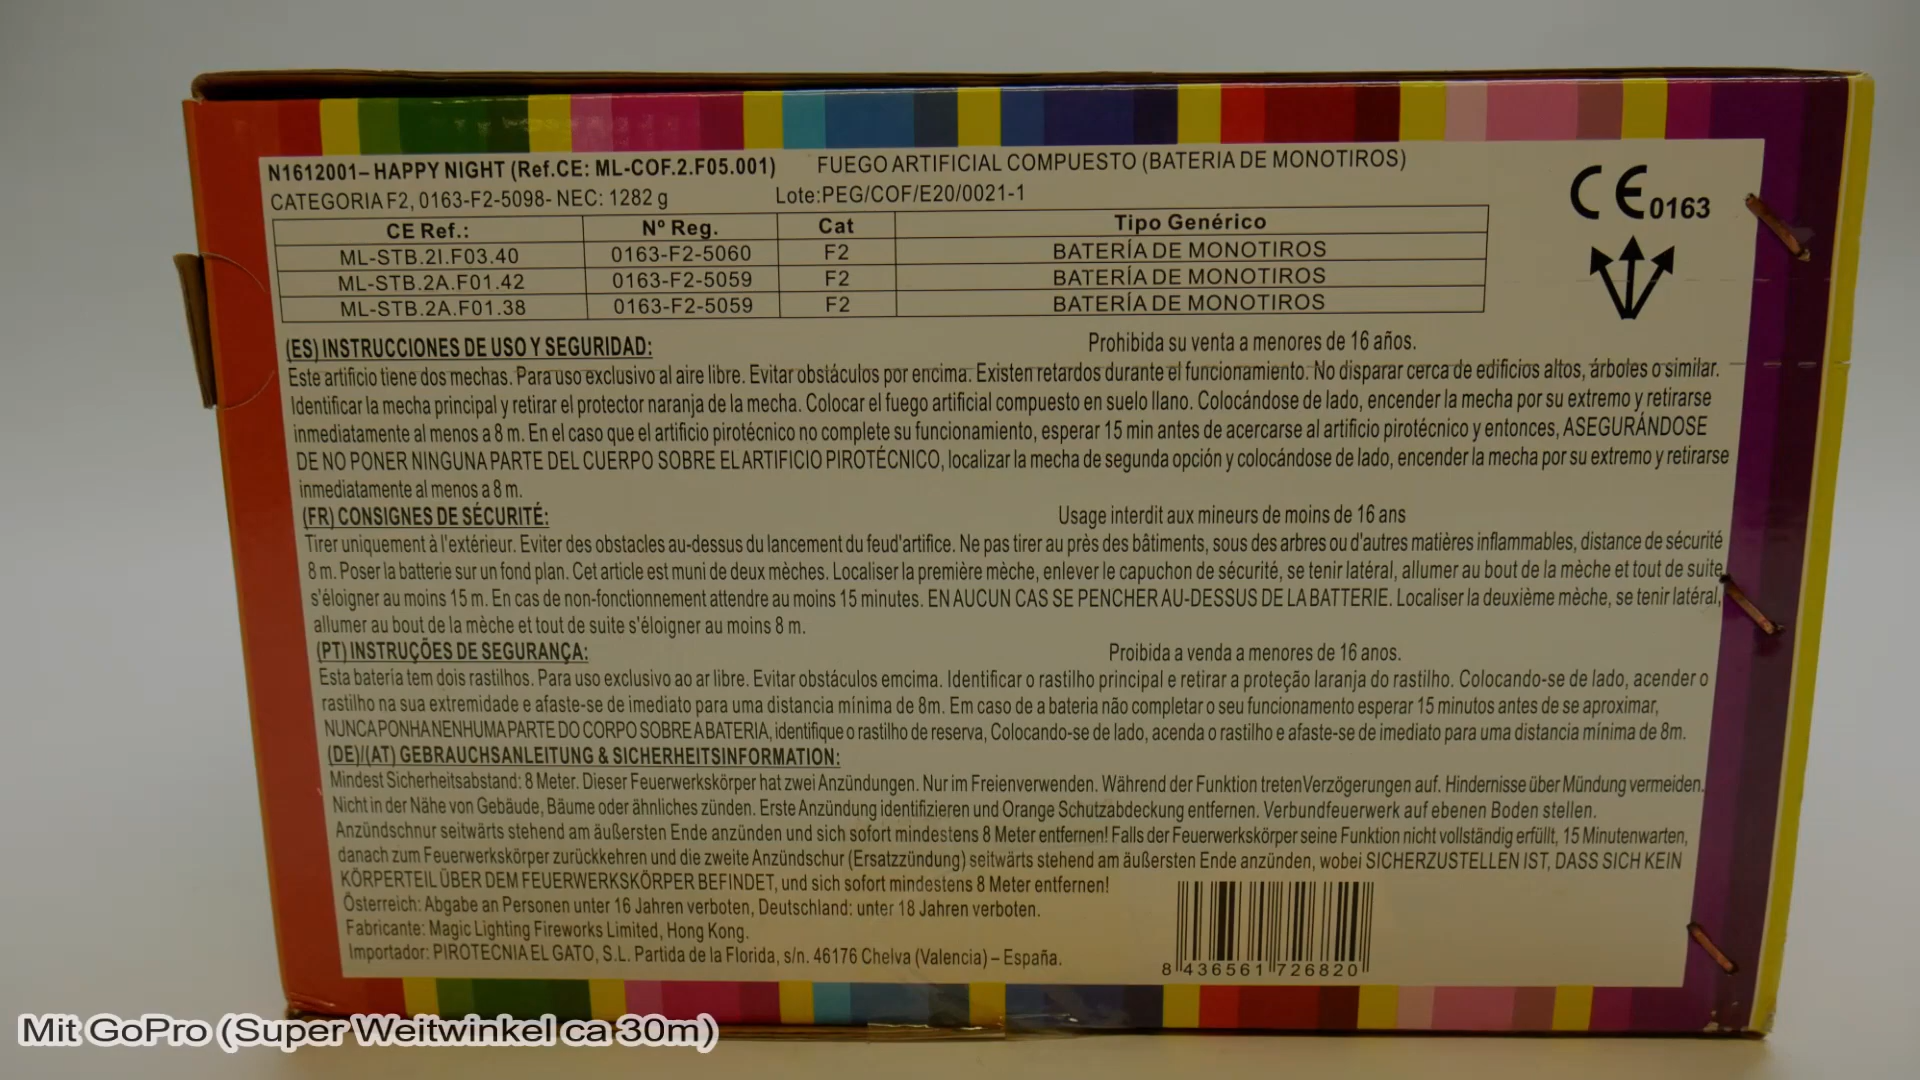 N1612001– HAPPY NIGHT (Ref.CE: ML-COF.2.F05.001) FUEGO ARTIFICIAL COMPUESTO (BATERIA DE MONOTIROS)
CATEGORIA F2, 0163-F2-5098- NEC: 1282 g Lote:PEG/COF/E20/0021-1
CE 0163
CE Ref.: Nº Reg. Cat Tipo Genérico
ML-STB.2I.F03.40 0163-F2-5060 F2 BATERÍA DE MONOTIROS
ML-STB.2A.F01.42 0163-F2-5059 F2 BATERÍA DE MONOTIROS
ML-STB.2A.F01.38 0163-F2-5059 F2 BATERÍA DE MONOTIROS
(ES) INSTRUCCIONES DE USO Y SEGURIDAD: Prohibida su venta a menores de 16 años.
Este artificio tiene dos mechas. Para uso exclusivo al aire libre. Evitar obstáculos por encima. Existen retardos durante el funcionamiento. No disparar cerca de edificios altos, árboles o similar.
Identificar la mecha principal y retirar el protector naranja de la mecha. Colocar el fuego artificial compuesto en suelo llano. Colocándose de lado, encender la mecha por su extremo y retirarse
inmediatamente al menos a 8 m. En el caso que el artificio pirotécnico no complete su funcionamiento, esperar 15 min antes de acercarse al artificio pirotécnico y entonces, ASEGURÁNDOSE
DE NO PONER NINGUNA PARTE DEL CUERPO SOBRE EL ARTIFICIO PIROTÉCNICO, localizar la mecha de segunda opción y colocándose de lado, encender la mecha por su extremo y retirarse
inmediatamente al menos a 8 m.
(FR) CONSIGNES DE SÉCURITÉ: Usage interdit aux mineurs de moins de 16 ans
Tirer uniquement à l'extérieur. Eviter des obstacles au-dessus du lancement du feud'artifice. Ne pas tirer au près des bâtiments, sous des arbres ou d'autres matières inflammables, distance de sécurité
8 m. Poser la batterie sur un fond plan. Cet article est muni de deux mèches. Localiser la première mèche, enlever le capuchon de sécurité, se tenir latéral, allumer au bout de la mèche et tout de suite
s'éloigner au moins 15 m. En cas de non-fonctionnement attendre au moins 15 minutes. EN AUCUN CAS SE PENCHER AU-DESSUS DE LA BATTERIE. Localiser la deuxième mèche, se tenir latéral,
allumer au bout de la mèche et tout de suite s'éloigner au moins 8 m.
(PT) INSTRUÇÕES DE SEGURANÇA: Proibida a venda a menores de 16 anos.
Esta bateria tem dois rastilhos. Para uso exclusivo ao ar libre. Evitar obstáculos emcima. Identificar o rastilho principal e retirar a proteção laranja do rastilho. Colocando-se de lado, acender o
rastilho na sua extremidade e afaste-se de imediato para uma distancia mínima de 8m. Em caso de a bateria não completar o seu funcionamento esperar 15 minutos antes de se aproximar,
NUNCA PONHA NENHUMA PARTE DO CORPO SOBRE A BATERIA, identifique o rastilho de reserva, Colocando-se de lado, acenda o rastilho e afaste-se de imediato para uma distancia mínima de 8m.
(DE)/(AT) GEBRAUCHSANLEITUNG & SICHERHEITSINFORMATION:
Mindest Sicherheitsabstand: 8 Meter. Dieser Feuerwerkskörper hat zwei Anzündungen. Nur im Freienverwenden. Während der Funktion tretenVerzögerungen auf. Hindernisse über Mündung vermeiden.
Nicht in der Nähe von Gebäude, Bäume oder ähnliches zünden. Erste Anzündung identifizieren und Orange Schutzabdeckung entfernen. Verbundfeuerwerk auf ebenen Boden stellen.
Anzündschnur seitwärts stehend am äußersten Ende anzünden und sich sofort mindestens 8 Meter entfernen! Falls der Feuerwerkskörper seine Funktion nicht vollständig erfüllt, 15 Minutenwarten,
danach zum Feuerwerkskörper zurückkehren und die zweite Anzündschur (Ersatzzündung) seitwärts stehend am äußersten Ende anzünden, wobei SICHERZUSTELLEN IST, DASS SICH KEIN
KÖRPERTEIL ÜBER DEM FEUERWERKSKÖRPER BEFINDET, und sich sofort mindestens 8 Meter entfernen!
Österreich: Abgabe an Personen unter 16 Jahren verboten, Deutschland: unter 18 Jahren verboten.
Fabricante: Magic Lighting Fireworks Limited, Hong Kong.
Importador: PIROTECNIA EL GATO, S.L. Partida de la Florida, s/n. 46176 Chelva (Valencia) – España.
8 436561 726820
Mit GoPro (Super Weitwinkel ca 30m)